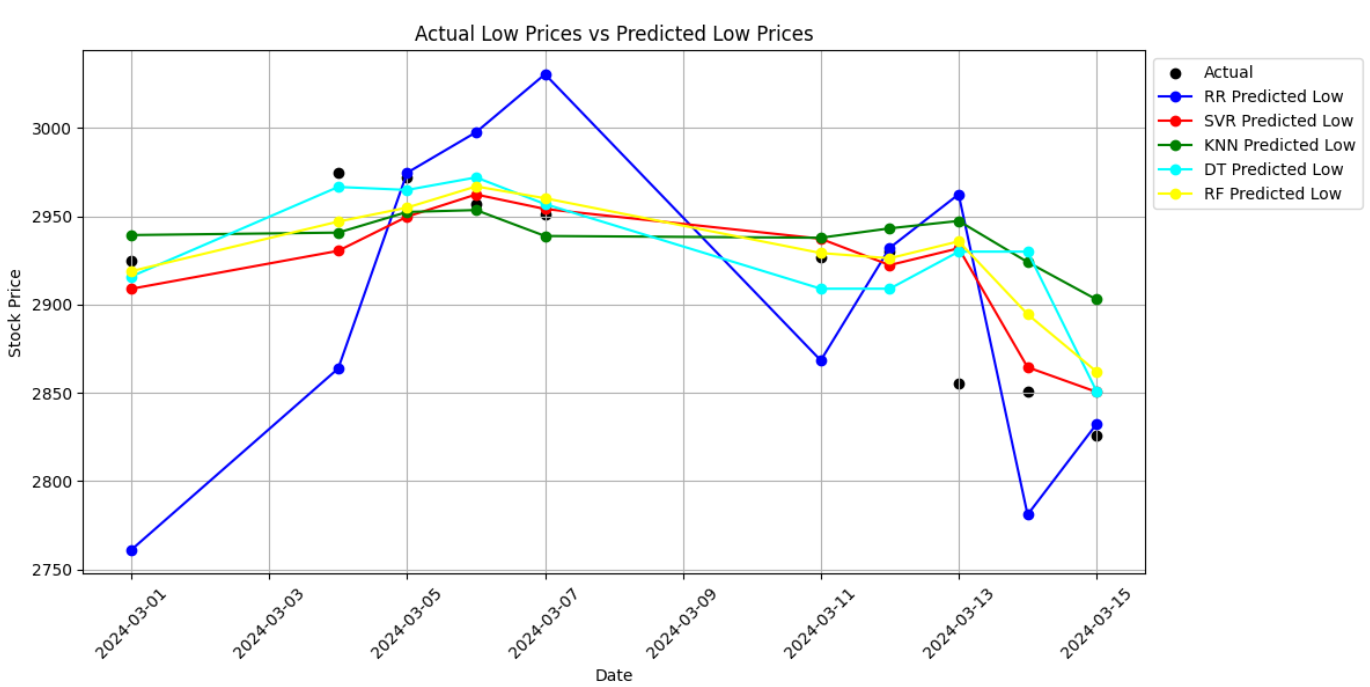 Actual Low Prices vs Predicted Low Prices
Actual
RR Predicted Low
SVR Predicted Low
KNN Predicted Low
DT Predicted Low
RF Predicted Low
Stock Price
3000
2950
2900
2850
2800
2750
2024-03-01
2024-03-03
2024-03-05
2024-03-07
2024-03-09
2024-03-11
2024-03-13
2024-03-15
Date